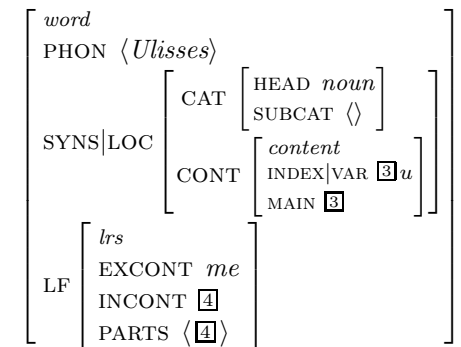 word
PHON ⟨Ulisses⟩
SYNS|LOC
CAT
HEAD noun
SUBCAT ⟨⟩
CONT
content
INDEX|VAR 3 u
MAIN 3
LF
lrs
EXCONT me
INCONT 4
PARTS ⟨4⟩